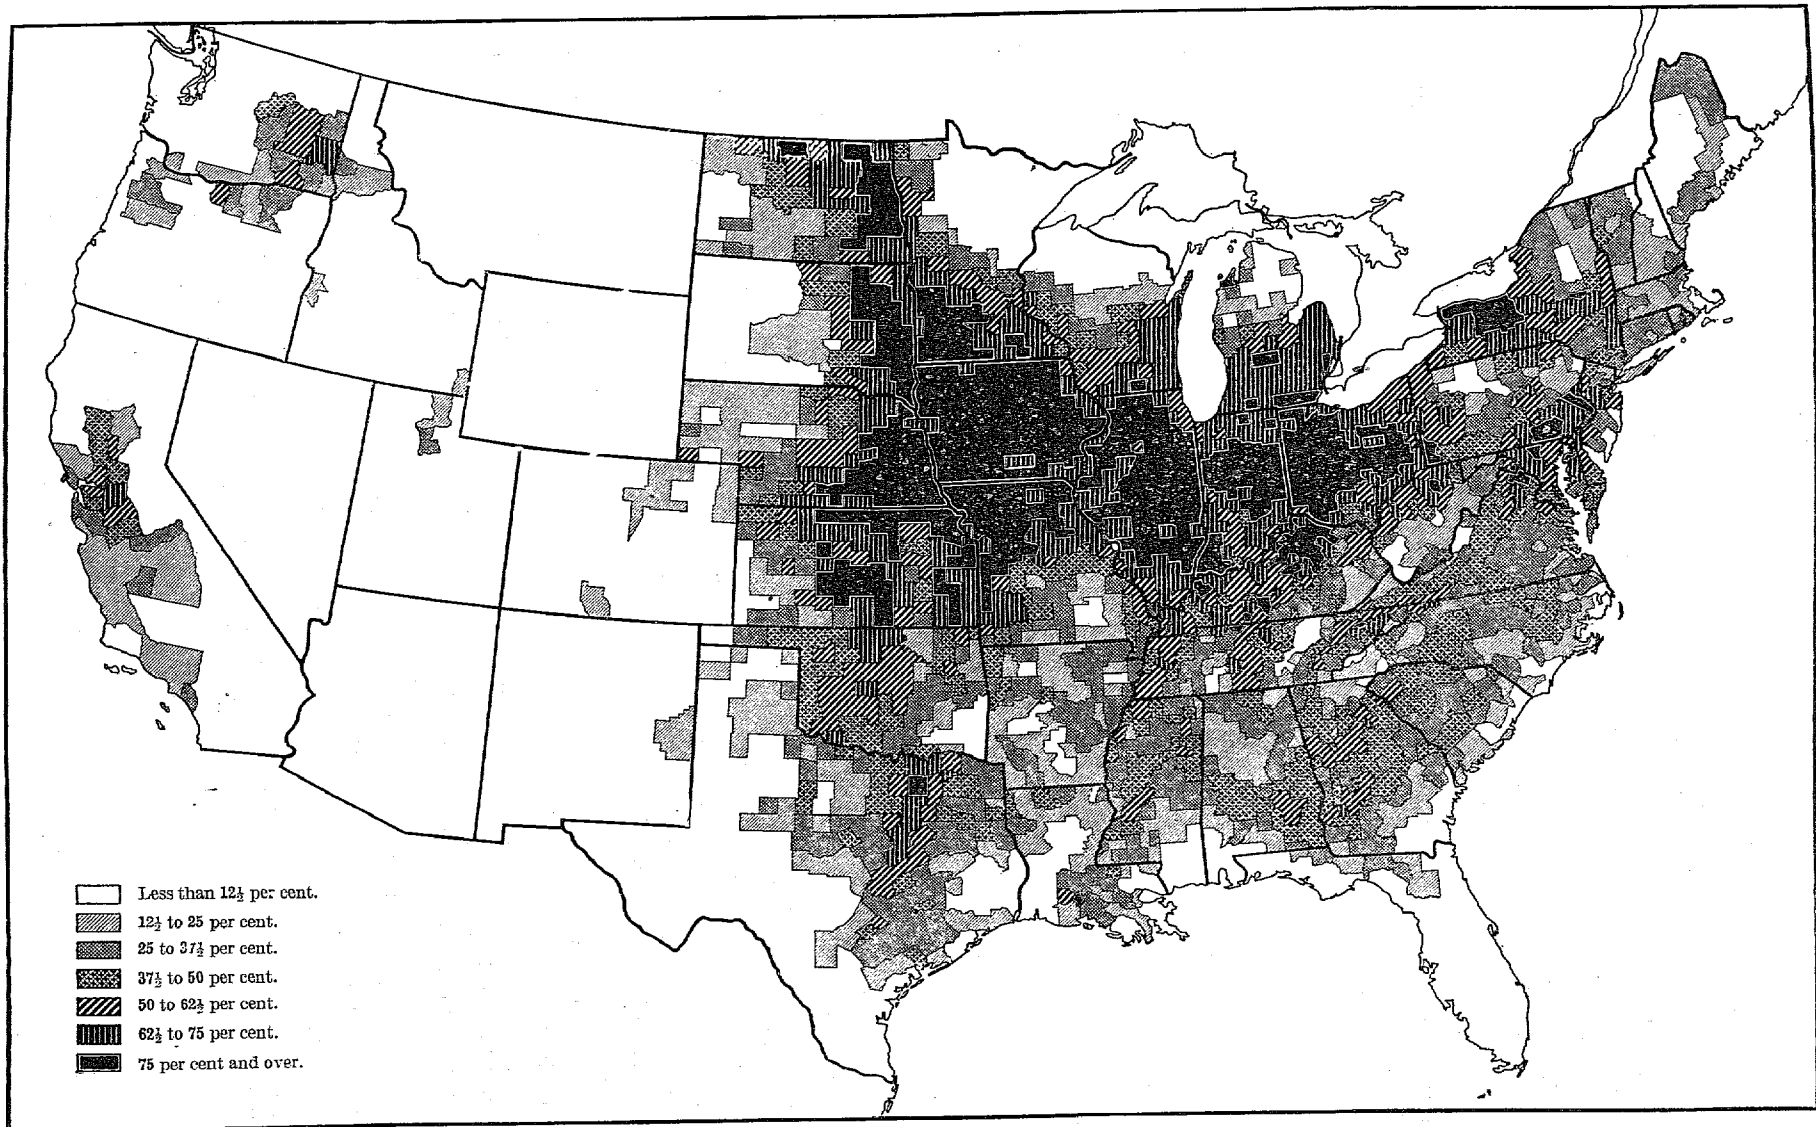 Less than 12½ per cent.
12½ to 25 per cent.
25 to 37½ per cent.
37½ to 50 per cent.
50 to 62½ per cent.
62½ to 75 per cent.
75 per cent and over.